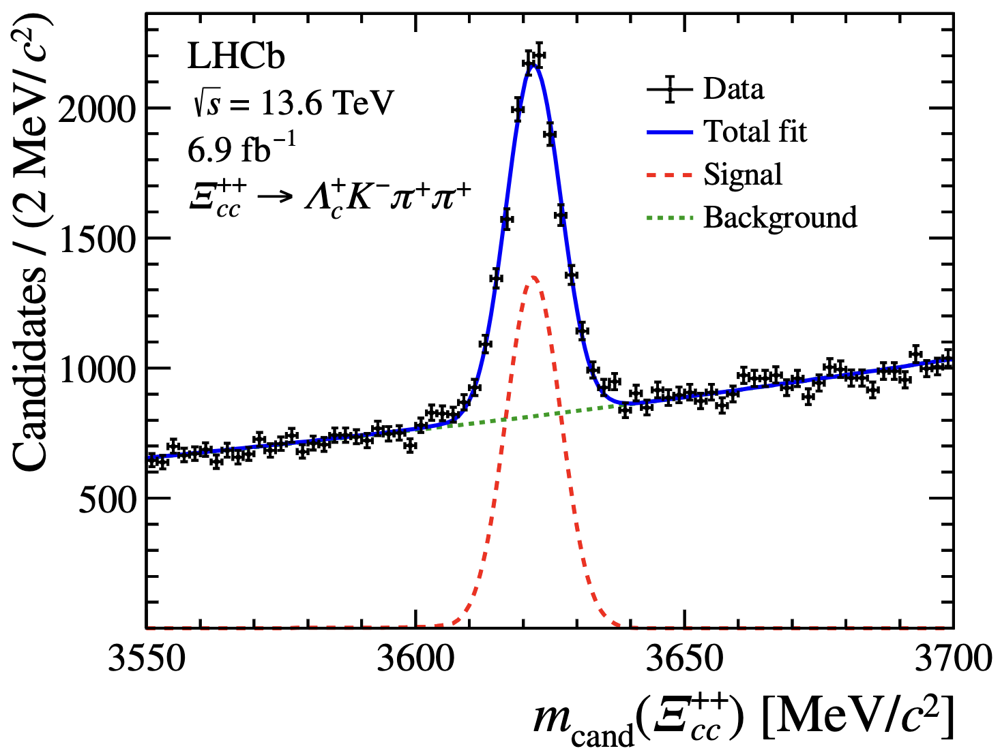 LHCb
√s = 13.6 TeV
6.9 fb⁻¹
Ξcc⁺⁺ → Λc⁺K⁻π⁺π⁺
Data
Total fit
Signal
Background
Candidates / (2 MeV/c²)
2000
1500
1000
500
3550 3600 3650 3700
mcand(Ξcc⁺⁺) [MeV/c²]